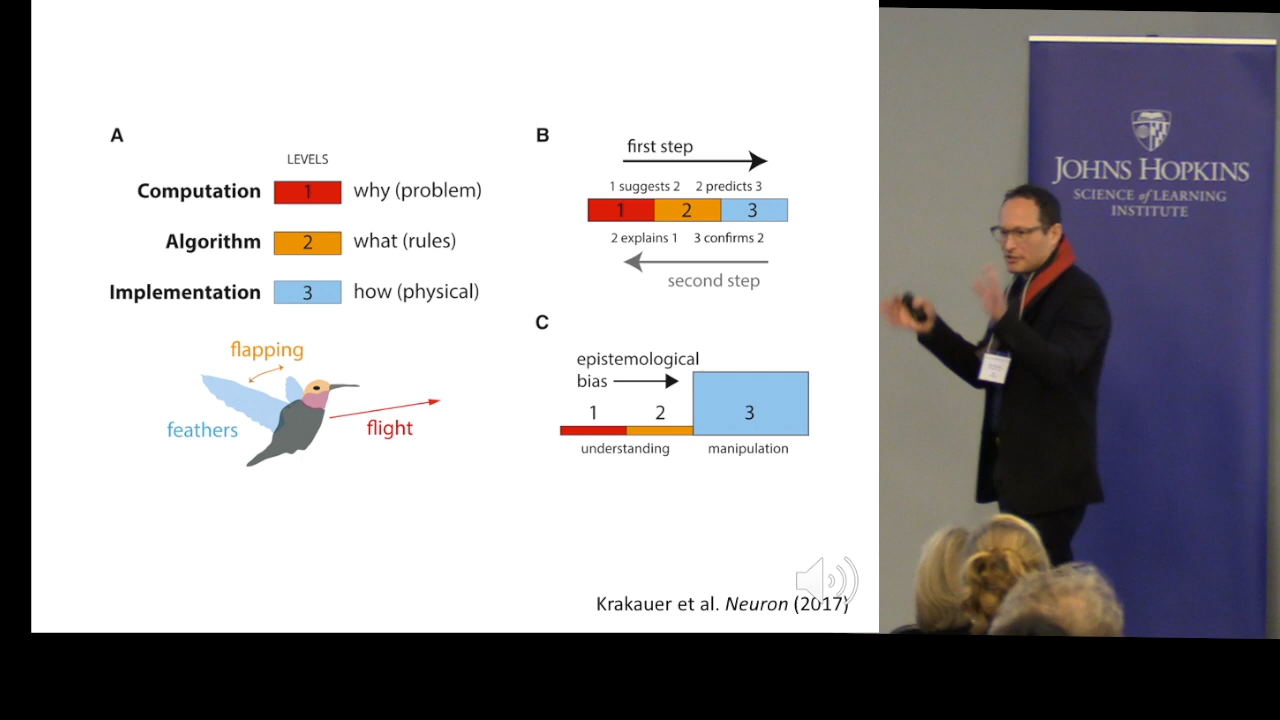 A
LEVELS
Computation 1 why (problem)
Algorithm 2 what (rules)
Implementation 3 how (physical)
flapping
feathers
flight
B
first step
1 suggests 2 2 predicts 3
1 2 3
2 explains 1 3 confirms 2
second step
C
epistemological
bias
1 2 3
understanding manipulation
Krakauer et al. Neuron (2017)
JOHNS HOPKINS
SCIENCE of LEARNING
INSTITUTE